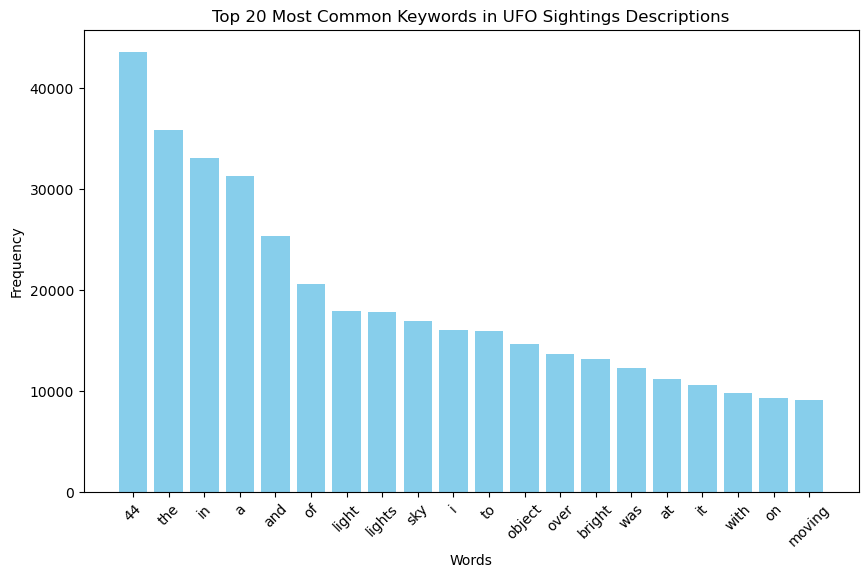 Top 20 Most Common Keywords in UFO Sightings Descriptions
Frequency
40000
30000
20000
10000
0
44 the in a and of light lights sky i to object over bright was at it with on moving
Words